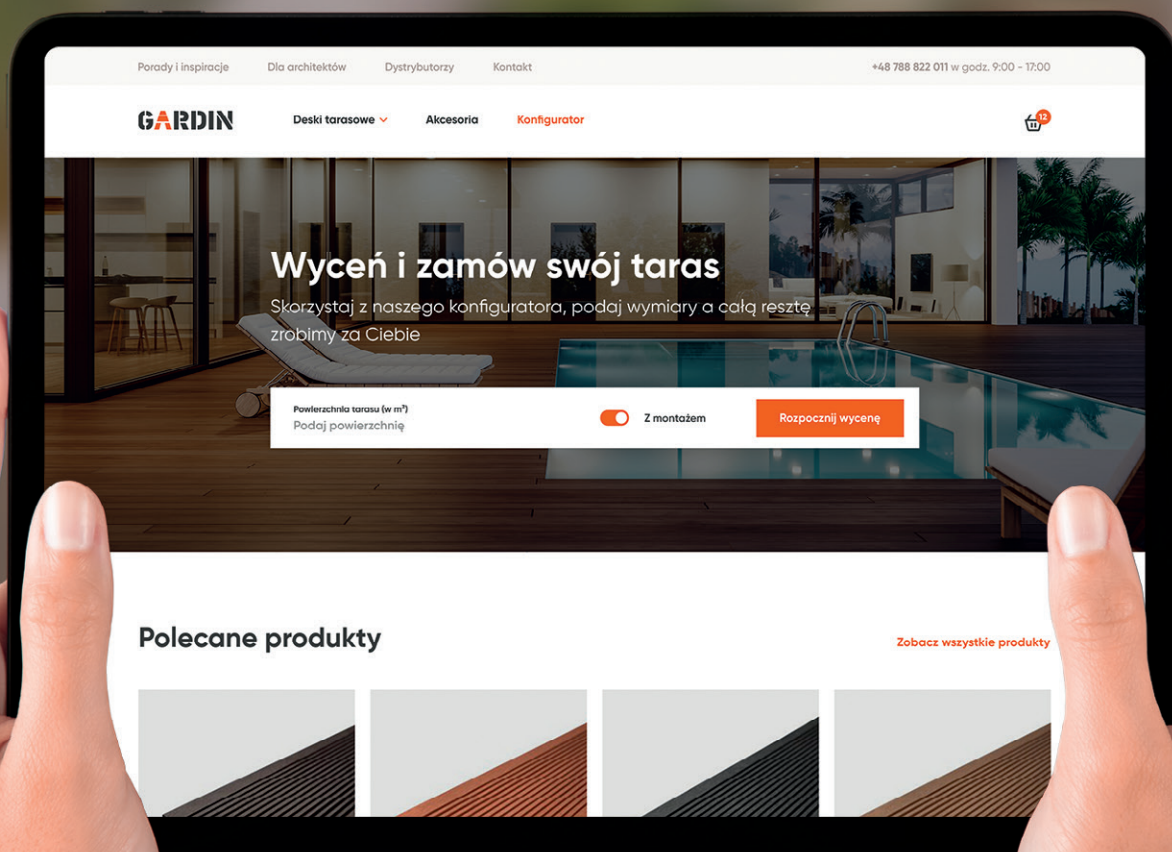 Porady i inspiracje Dla architektów Dystrybutorzy Kontakt +48 788 822 011 w godz. 9:00 - 17:00
GARDIN Deski tarasowe Akcesoria Konfigurator 12
Wyceń i zamów swój taras
Skorzystaj z naszego konfiguratora, podaj wymiary a całą resztę
zrobimy za Ciebie
Powierzchnia tarasu (w m²)
Podaj powierzchnię
Z montażem
Rozpocznij wycenę
Polecane produkty
Zobacz wszystkie produkty